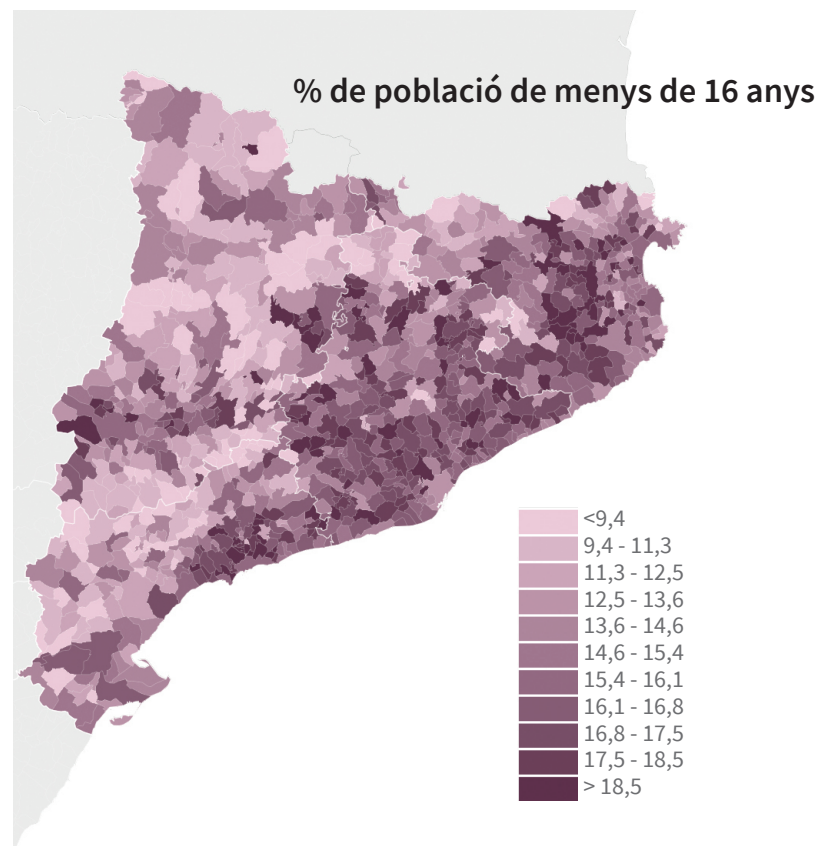 % de població de menys de 16 anys
<9,4
9,4 - 11,3
11,3 - 12,5
12,5 - 13,6
13,6 - 14,6
14,6 - 15,4
15,4 - 16,1
16,1 - 16,8
16,8 - 17,5
17,5 - 18,5
> 18,5